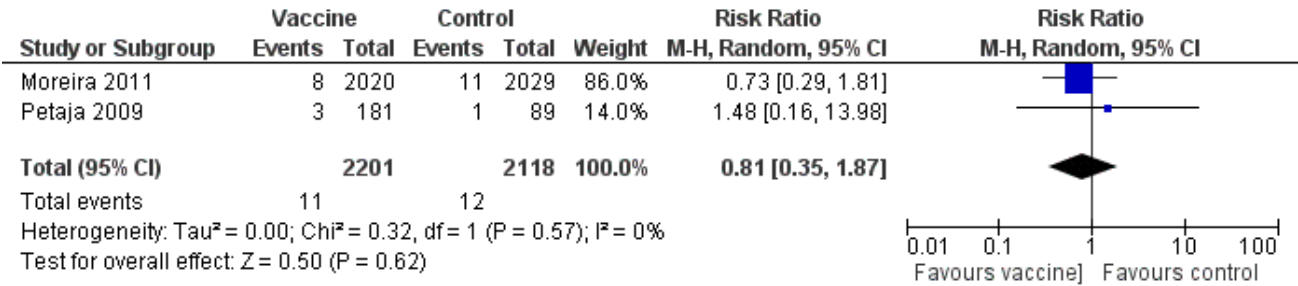 Vaccine Control Risk Ratio Risk Ratio
Study or Subgroup Events Total Events Total Weight M-H, Random, 95% CI M-H, Random, 95% CI
Moreira 2011 8 2020 11 2029 86.0% 0.73 [0.29, 1.81]
Petaja 2009 3 181 1 89 14.0% 1.48 [0.16, 13.98]
Total (95% CI) 2201 2118 100.0% 0.81 [0.35, 1.87]
Total events 11 12
Heterogeneity: Tau² = 0.00; Chi² = 0.32, df = 1 (P = 0.57); I² = 0%
Test for overall effect: Z = 0.50 (P = 0.62)
0.01 0.1 1 10 100
Favours vaccine] Favours control